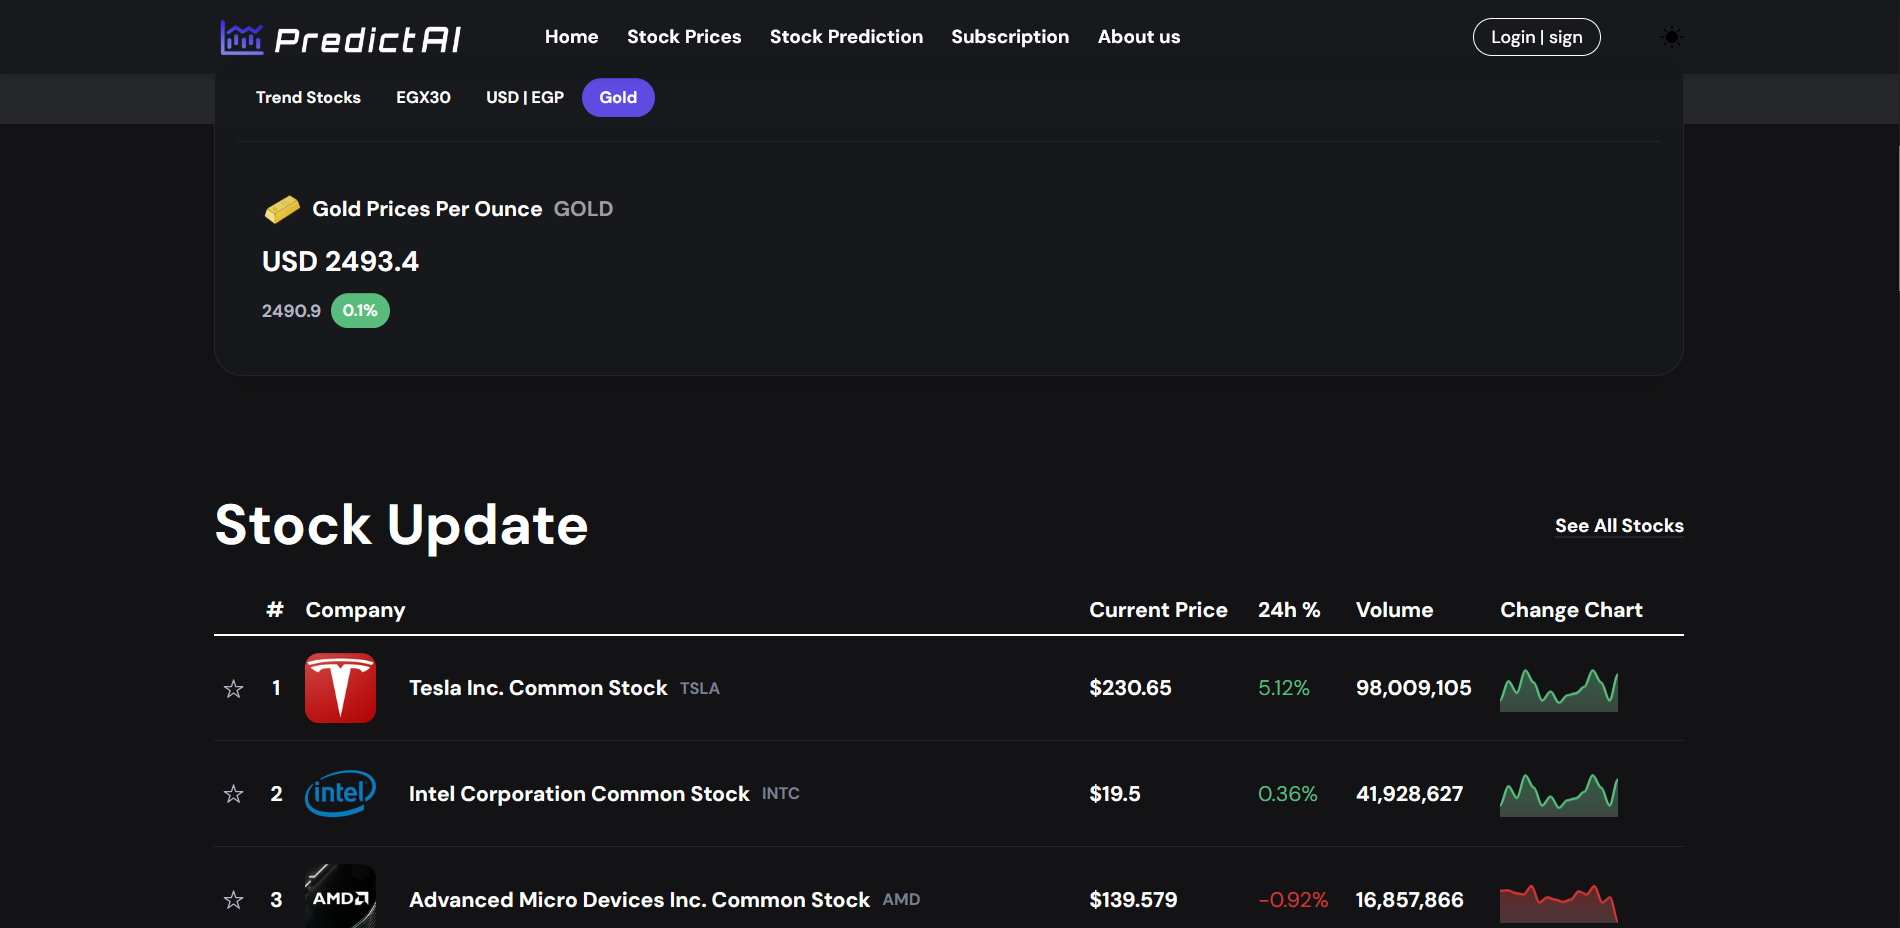 PredictAI Home Stock Prices Stock Prediction Subscription About us Login | sign
Trend Stocks EGX30 USD | EGP Gold
Gold Prices Per Ounce GOLD
USD 2493.4
2490.9 0.1%
Stock Update
See All Stocks
# Company Current Price 24h % Volume Change Chart
1 Tesla Inc. Common Stock TSLA $230.65 5.12% 98,009,105
2 intel Intel Corporation Common Stock INTC $19.5 0.36% 41,928,627
3 AMD Advanced Micro Devices Inc. Common Stock AMD $139.579 -0.92% 16,857,866